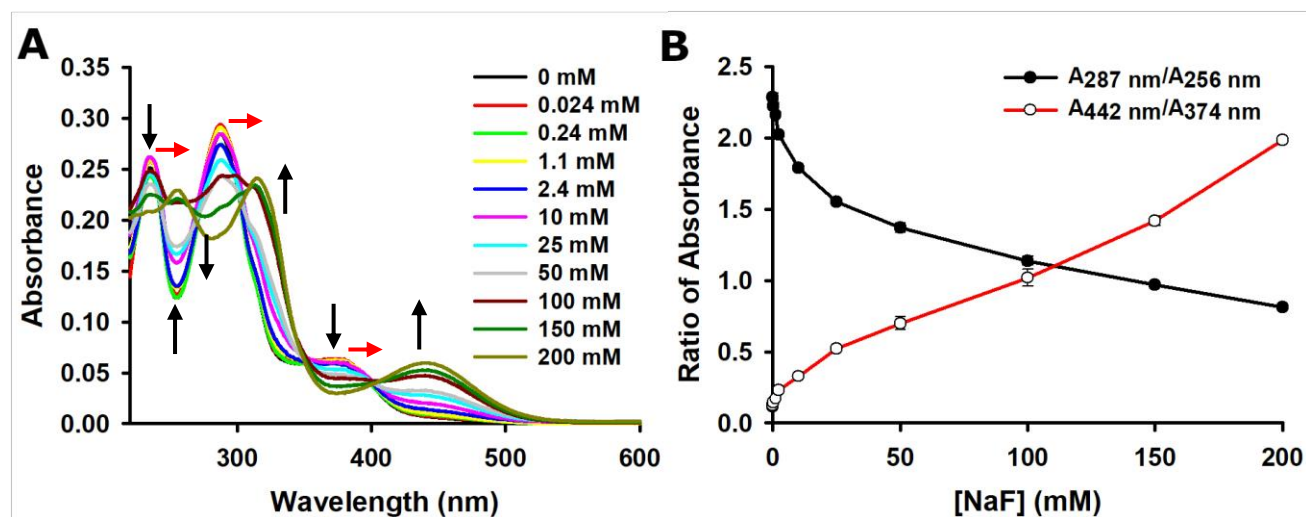 A
0.35
0.30
0.25
0.20
0.15
0.10
0.05
0.00
Absorbance
300
400
500
600
Wavelength (nm)
0 mM
0.024 mM
0.24 mM
1.1 mM
2.4 mM
10 mM
25 mM
50 mM
100 mM
150 mM
200 mM
B
2.5
2.0
1.5
1.0
0.5
0.0
Ratio of Absorbance
0
50
100
150
200
[NaF] (mM)
A287 nm/A256 nm
A442 nm/A374 nm